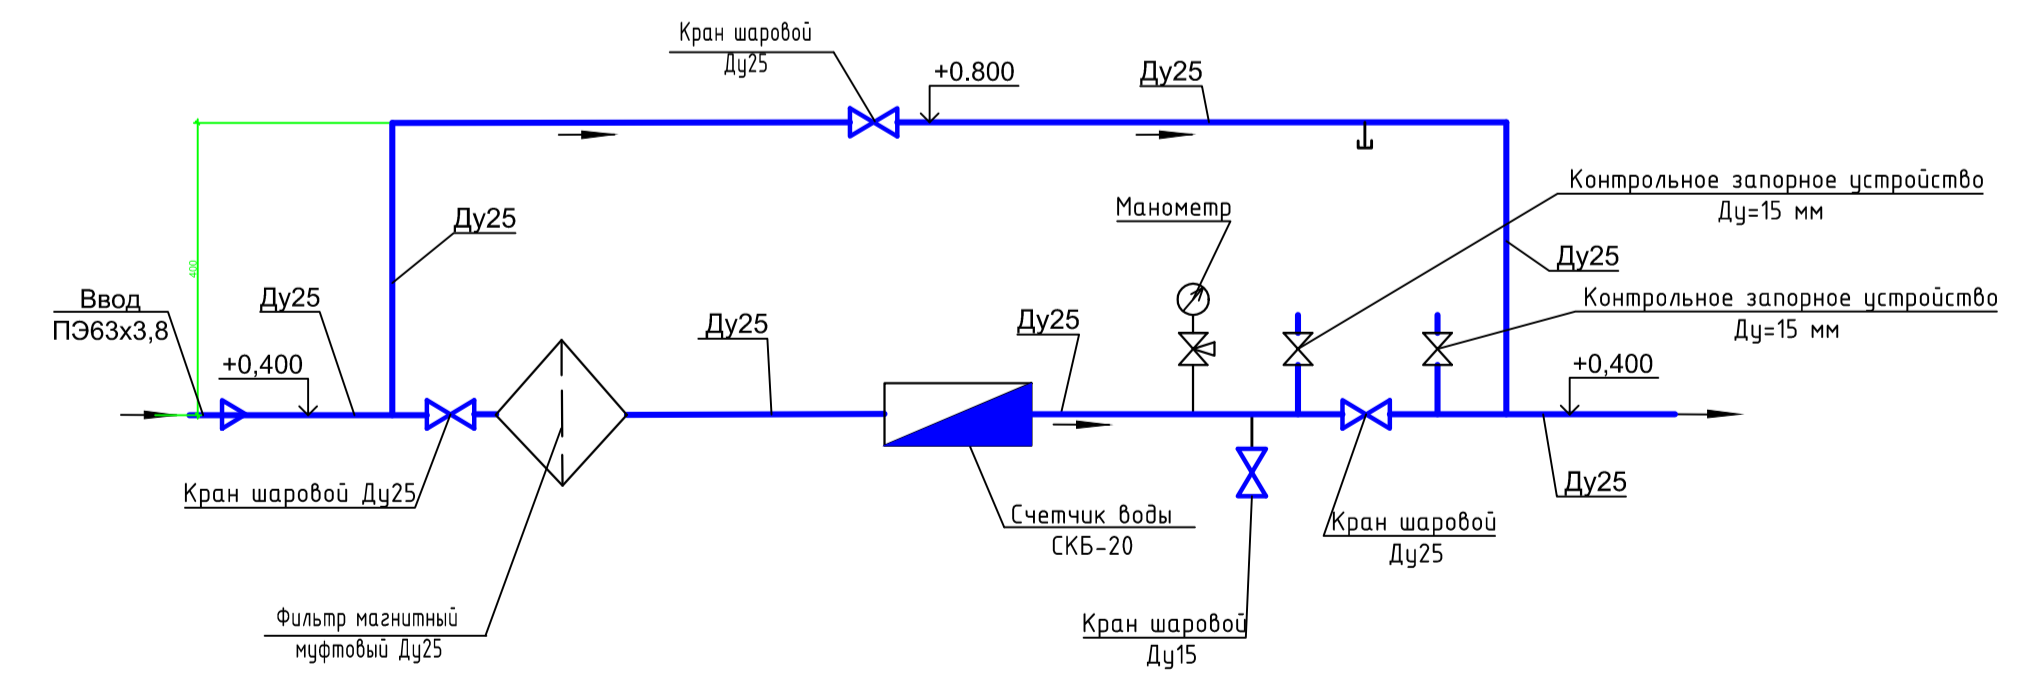 Кран шаровой
Ду25
+0.800
Ду25
Контрольное запорное устройство
Ду=15 мм
Манометр
Ду25
Ду25
400
Ввод
ПЭ63х3,8
Ду25
Контрольное запорное устройство
Ду=15 мм
Ду25
Ду25
+0,400
+0,400
Кран шаровой Ду25
Ду25
Счетчик воды
СКБ-20
Кран шаровой
Ду25
Фильтр магнитный
муфтовый Ду25
Кран шаровой
Ду15